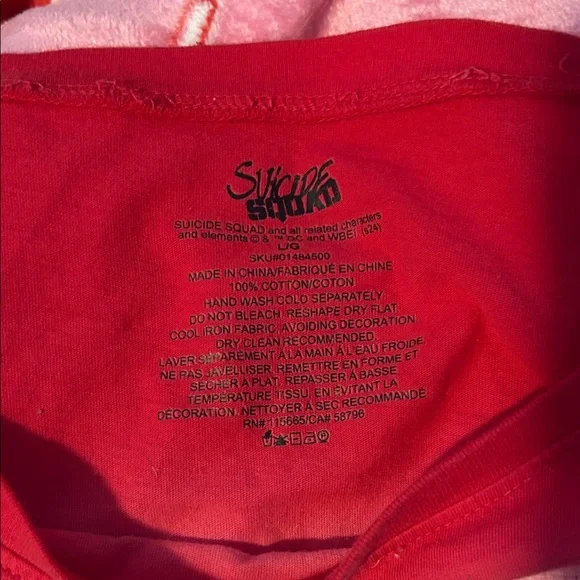 SUICIDE
SQUAD
SUICIDE SQUAD and all related characters
and elements © & ™ DC and WBEI. (s24)
L/G
SKU#01484500
MADE IN CHINA/FABRIQUÉ EN CHINE
100% COTTON/COTON
HAND WASH COLD SEPARATELY
DO NOT BLEACH. RESHAPE DRY FLAT.
COOL IRON FABRIC, AVOIDING DECORATION
DRY CLEAN RECOMMENDED.
LAVER SÉPARÉMENT À LA MAIN À L'EAU FROIDE
NE PAS JAVELLISER, REMETTRE EN FORME ET
SÉCHER À PLAT, REPASSER À BASSE
TEMPÉRATURE TISSU, EN ÉVITANT LA
DÉCORATION. NETTOYER À SEC RECOMMANDÉ
RN# 115665/CA# 58796